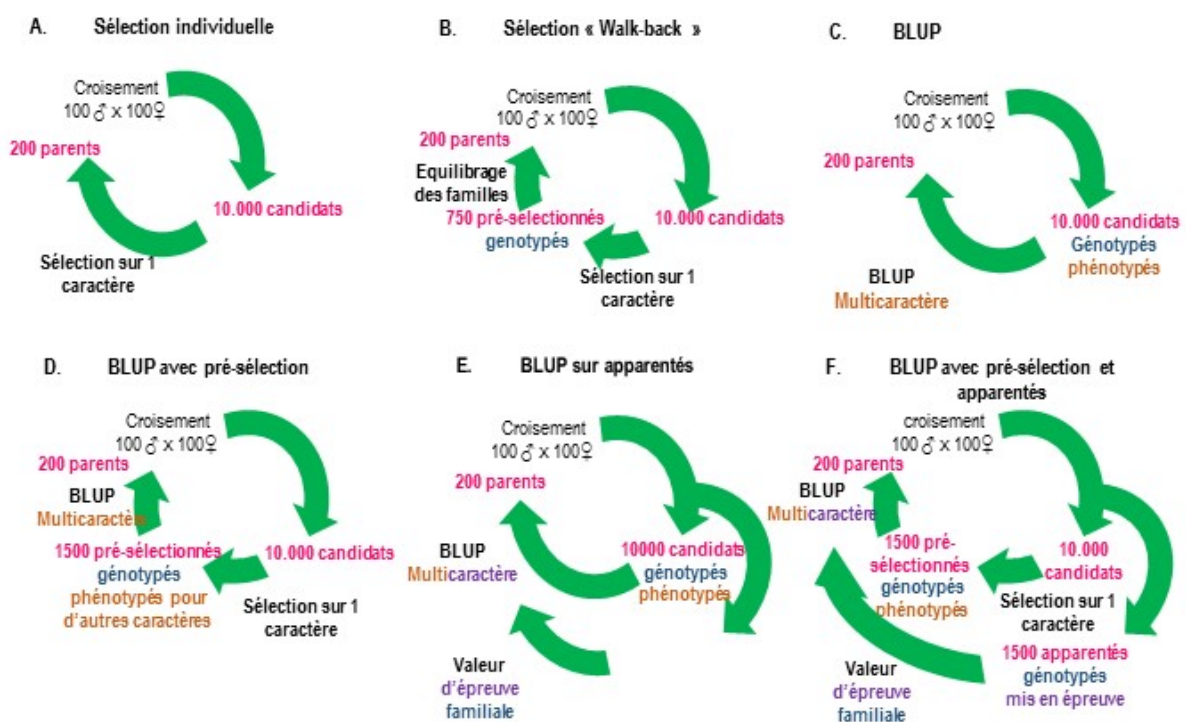 A. Sélection individuelle
Croisement
100 ♂ x 100♀
200 parents
10.000 candidats
Sélection sur 1
caractère
B. Sélection « Walk-back »
Croisement
100 ♂ x 100♀
200 parents
Equilibrage
des familles
750 pré-selectionnés
genotypés
10.000 candidats
Sélection sur 1
caractère
C. BLUP
Croisement
100 ♂ x 100♀
200 parents
10.000 candidats
Génotypés
phénotypés
BLUP
Multicaractère
D. BLUP avec pré-sélection
Croisement
100 ♂ x 100♀
200 parents
BLUP
Multicaractère
1500 pré-sélectionnés
génotypés
phénotypés pour
d'autres caractères
10.000 candidats
Sélection sur 1
caractère
E. BLUP sur apparentés
Croisement
100 ♂ x 100♀
200 parents
10000 candidats
génotypés
phénotypés
BLUP
Multicaractère
Valeur
d'épreuve
familiale
F. BLUP avec pré-sélection et
apparentés
croisement
100 ♂ x 100♀
200 parents
BLUP
Multicaractère
1500 pré-
sélectionnés
génotypés
phénotypés
10.000
candidats
Sélection sur 1
caractère
1500 apparentés
génotypés
mis en épreuve
Valeur
d'épreuve
familiale